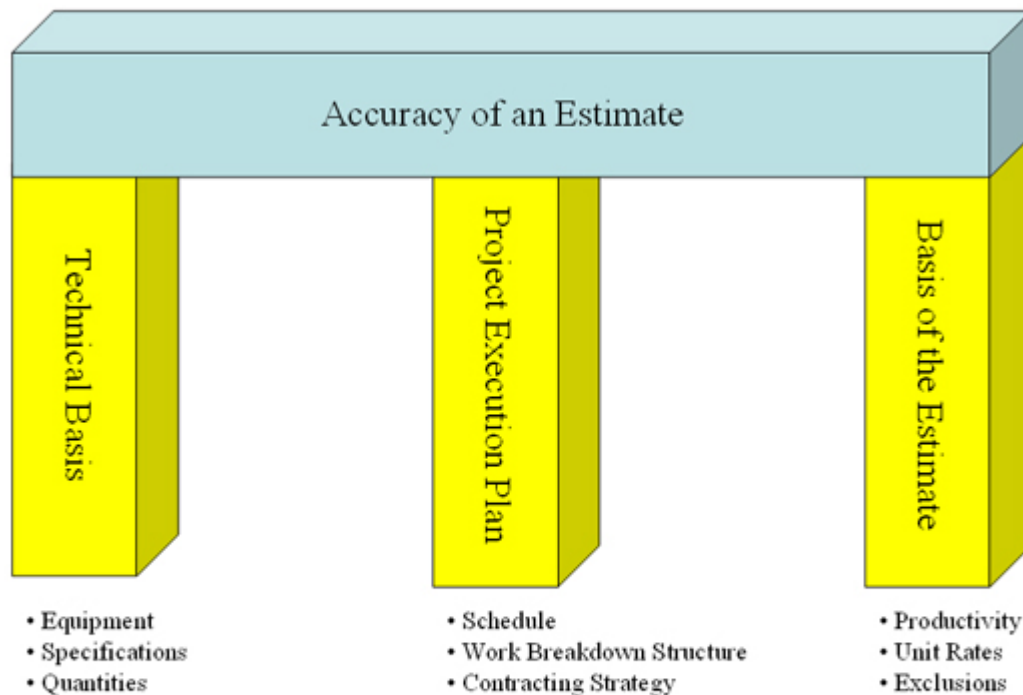 Accuracy of an Estimate
Technical Basis
Project Execution Plan
Basis of the Estimate
• Equipment
• Specifications
• Quantities
• Schedule
• Work Breakdown Structure
• Contracting Strategy
• Productivity
• Unit Rates
• Exclusions